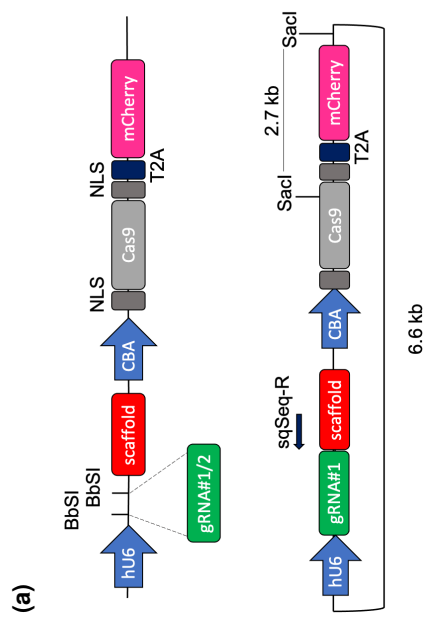 (a)
BbSI
BbSI
NLS
NLS
hU6
scaffold
CBA
Cas9
T2A
mCherry
gRNA#1/2
sqSeq-R
SacI
2.7 kb
SacI
hU6
gRNA#1
scaffold
CBA
Cas9
T2A
mCherry
6.6 kb